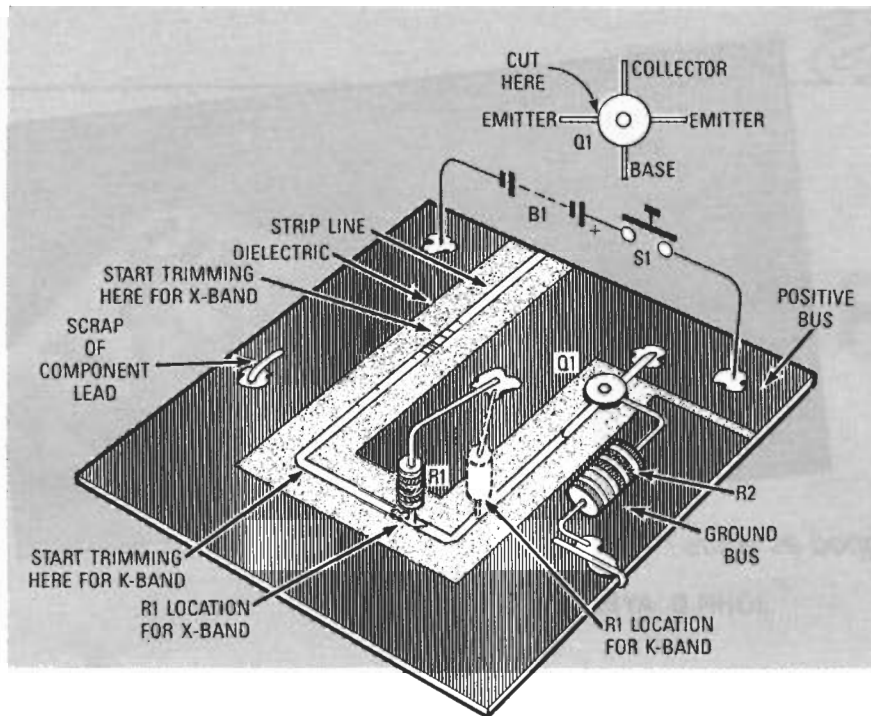 CUT
HERE
COLLECTOR
EMITTER
EMITTER
Q1
BASE
B1
+
S1
STRIP LINE
DIELECTRIC
START TRIMMING
HERE FOR X-BAND
SCRAP
OF
COMPONENT
LEAD
POSITIVE
BUS
Q1
R1
R2
GROUND
BUS
START TRIMMING
HERE FOR K-BAND
R1 LOCATION
FOR X-BAND
R1 LOCATION
FOR K-BAND